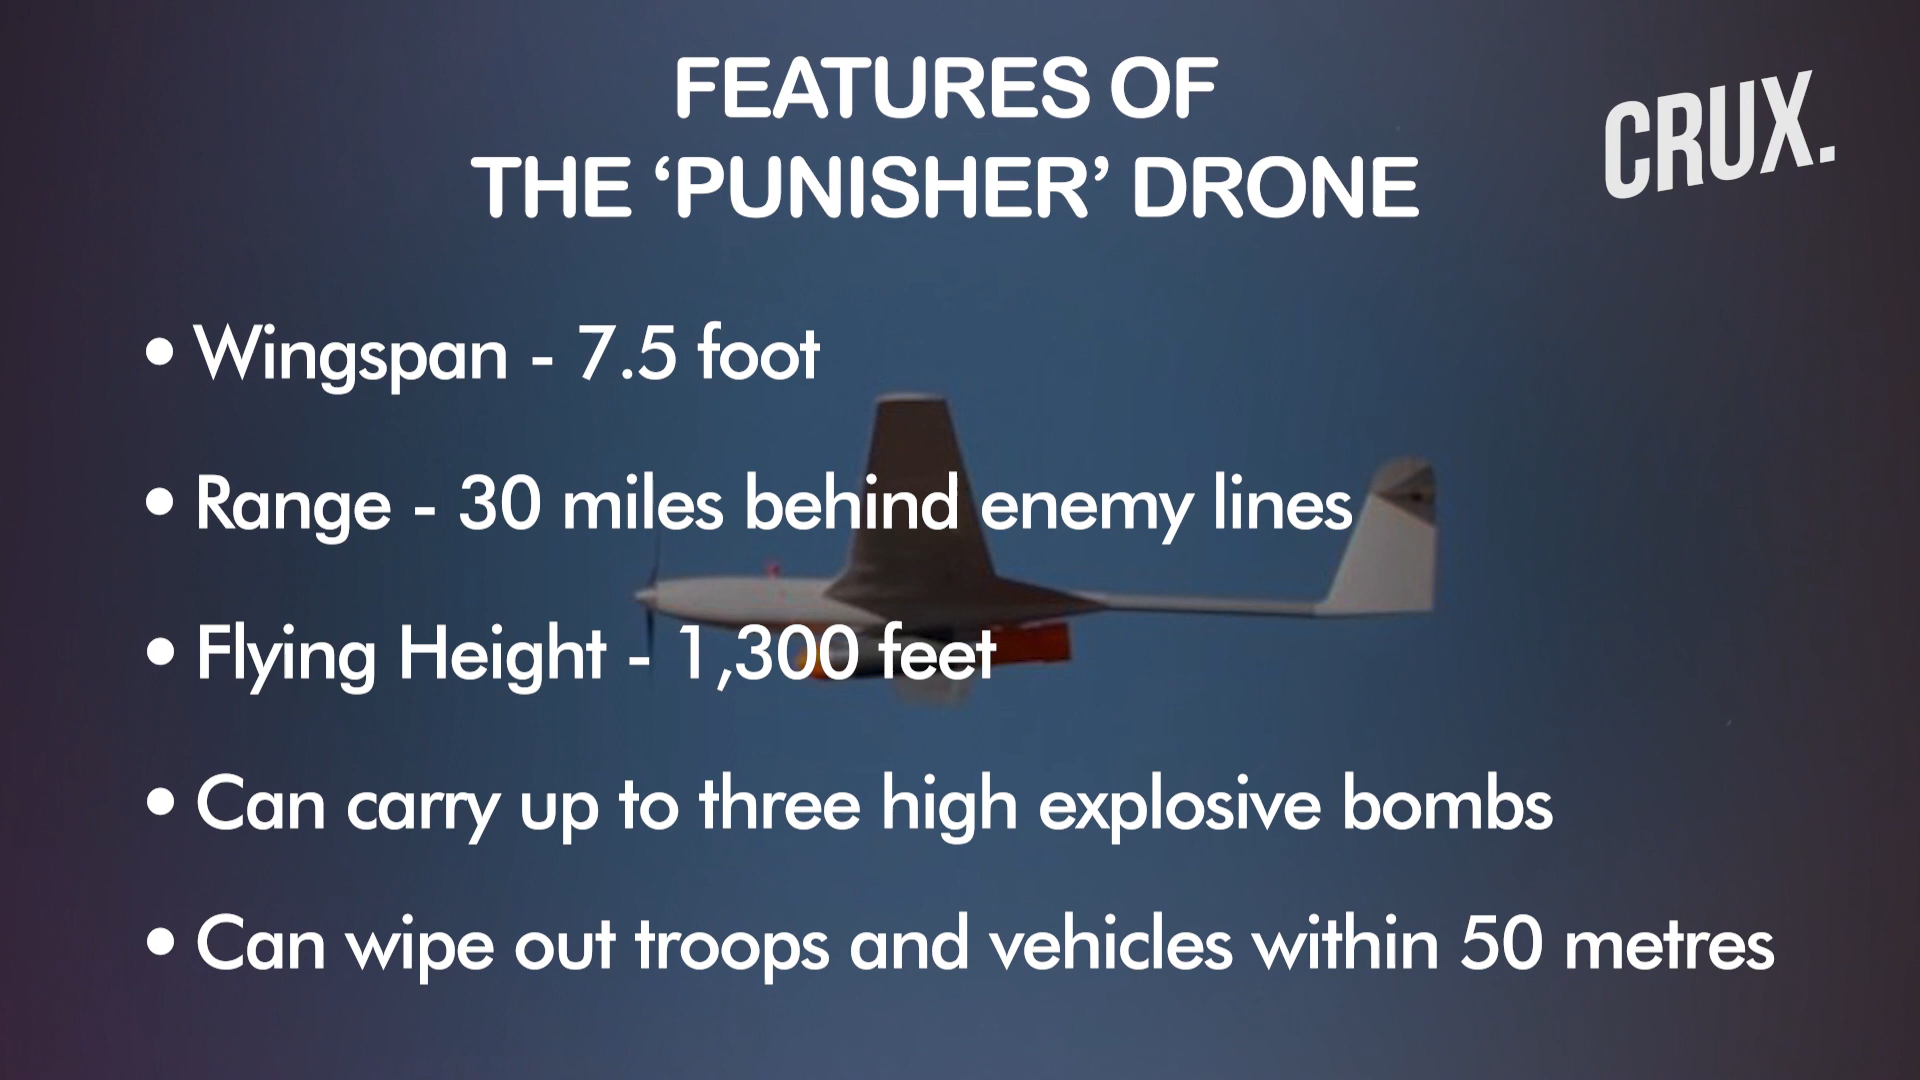 FEATURES OF
THE ‘PUNISHER’ DRONE
CRUX.
• Wingspan - 7.5 foot
• Range - 30 miles behind enemy lines
• Flying Height - 1,300 feet
• Can carry up to three high explosive bombs
• Can wipe out troops and vehicles within 50 metres